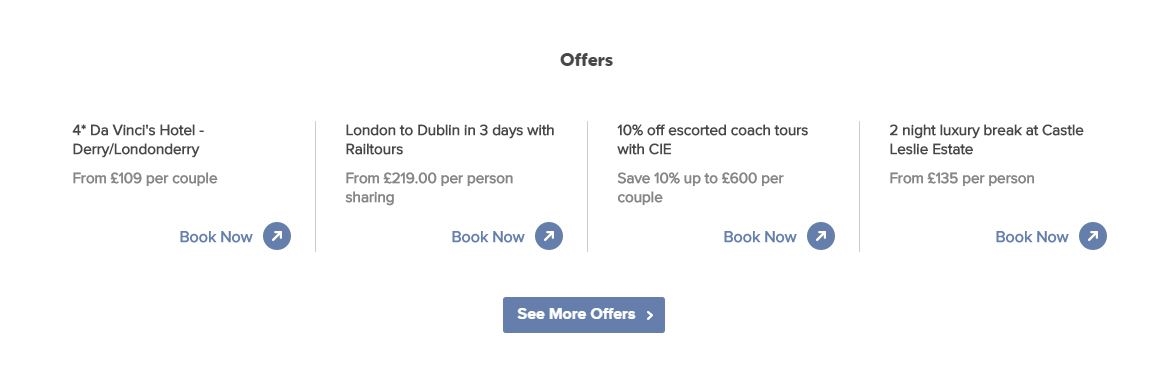 Offers
4* Da Vinci's Hotel -
Derry/Londonderry
From £109 per couple
Book Now
London to Dublin in 3 days with
Railtours
From £219.00 per person
sharing
Book Now
10% off escorted coach tours
with CIE
Save 10% up to £600 per
couple
Book Now
2 night luxury break at Castle
Leslie Estate
From £135 per person
Book Now
See More Offers